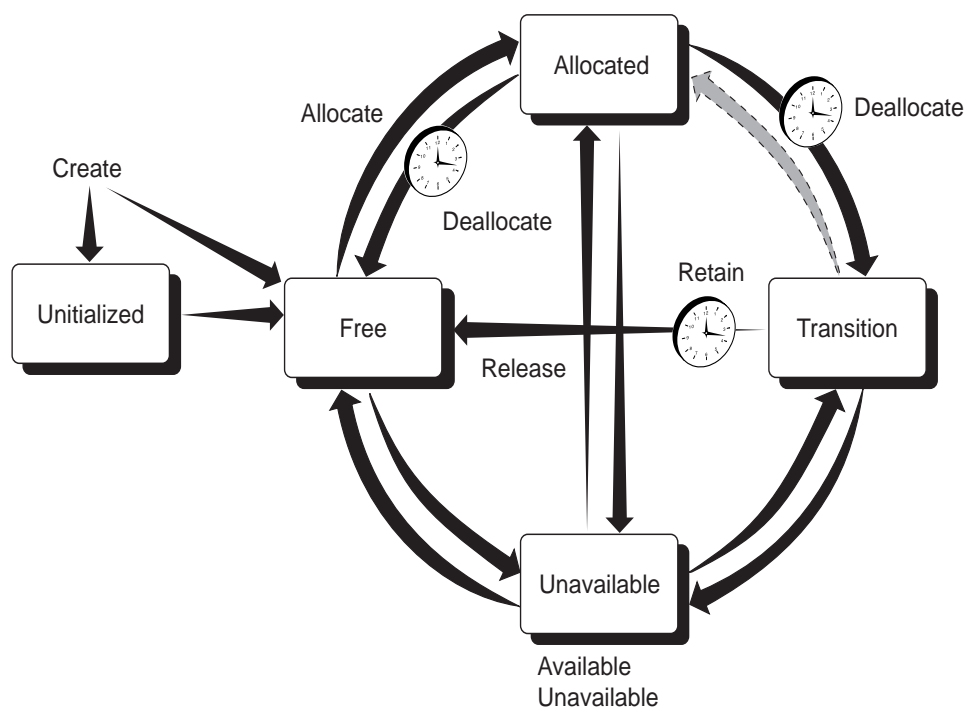 Allocated
Allocate
Deallocate
Create
Deallocate
Retain
Unitialized
Free
Transition
Release
Unavailable
Available
Unavailable